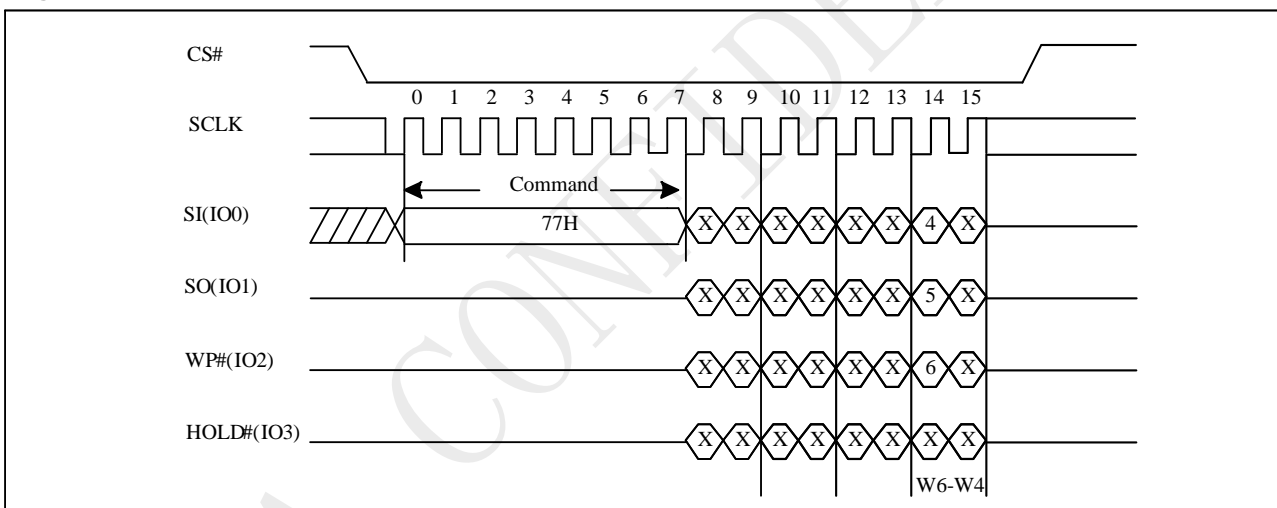 CS#
0 1 2 3 4 5 6 7 8 9 10 11 12 13 14 15
SCLK
Command
SI(IO0) 77H X X X X X X 4 X
SO(IO1) X X X X X X 5 X
WP#(IO2) X X X X X X 6 X
HOLD#(IO3) X X X X X X X X
W6-W4